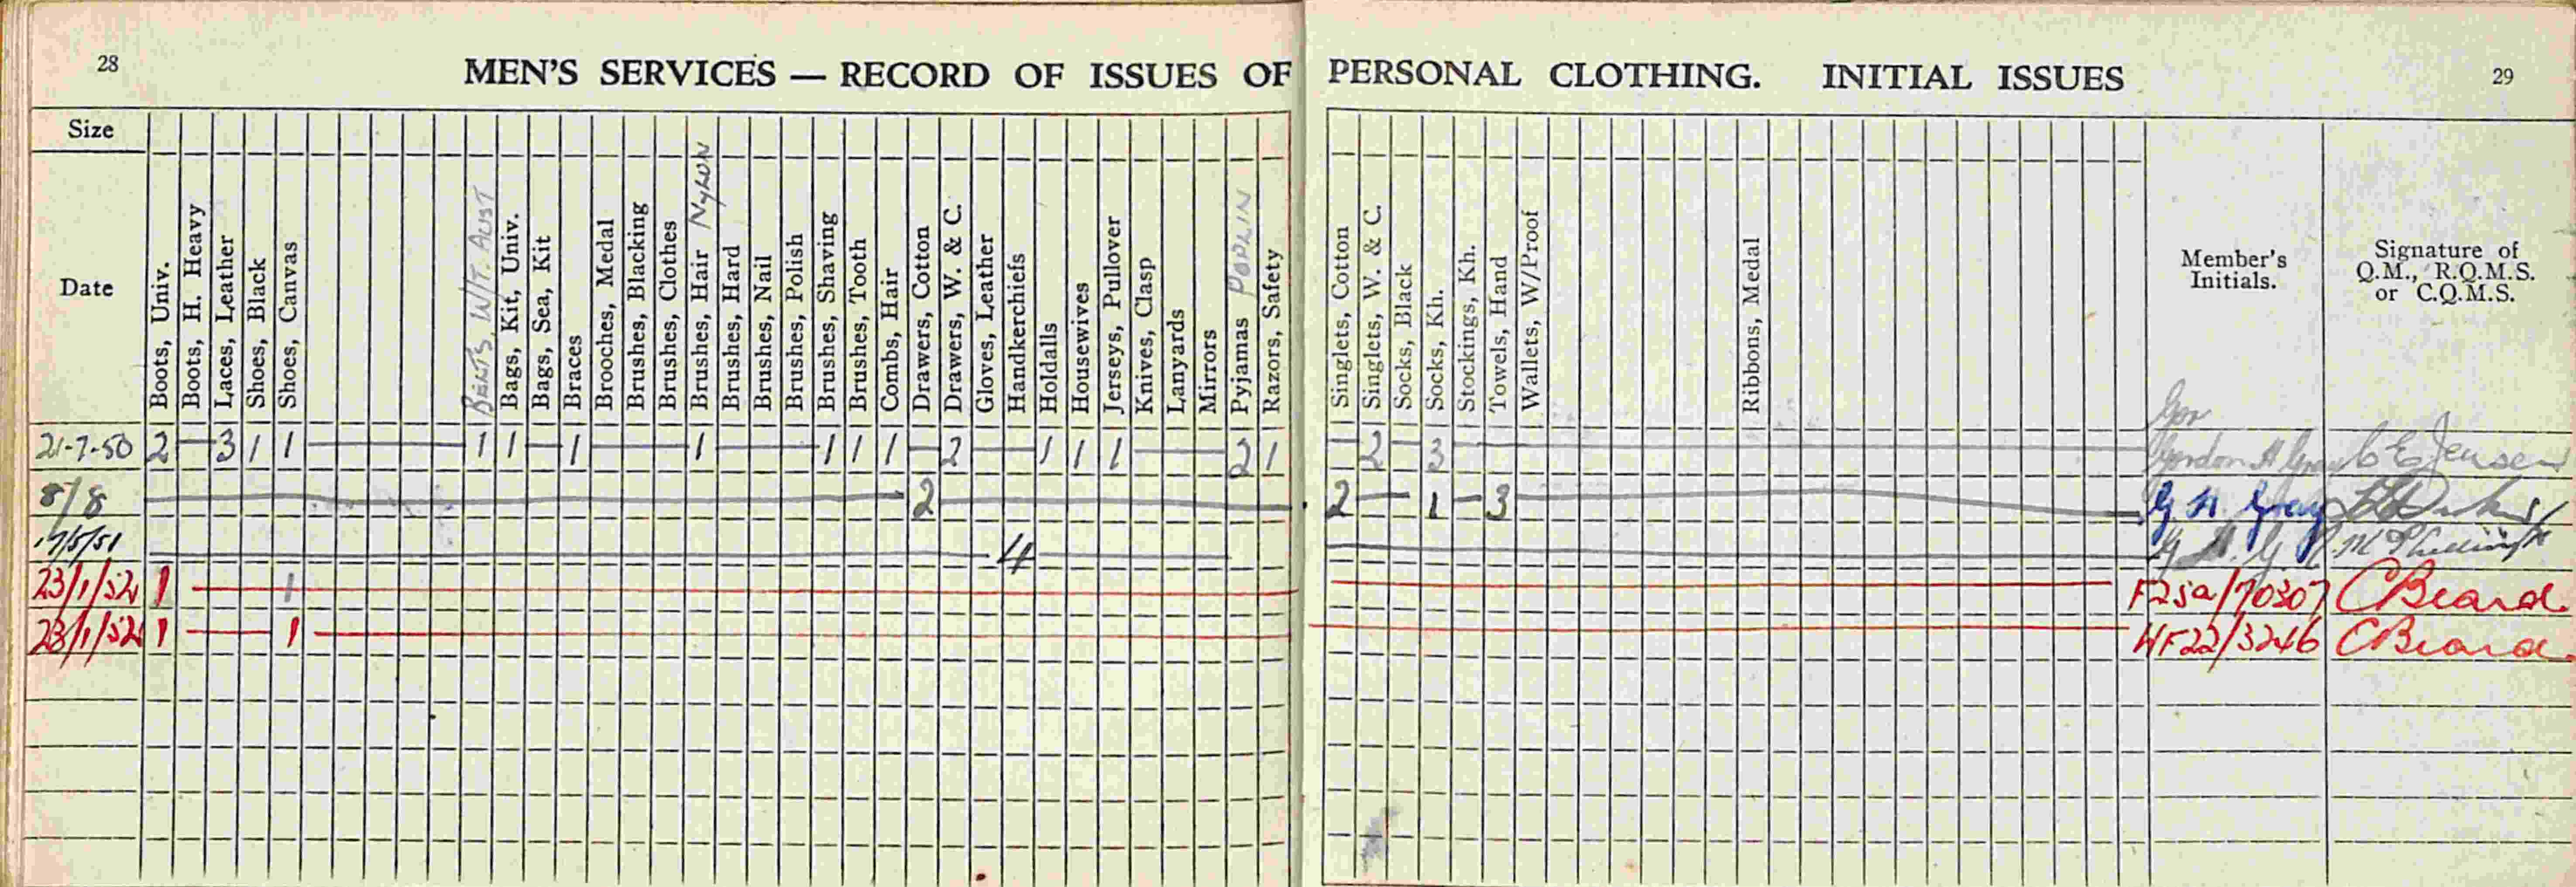 28
MEN'S SERVICES — RECORD OF ISSUES OF PERSONAL CLOTHING. INITIAL ISSUES
29
Size
Date
Boots, Univ.
Boots, H. Heavy
Laces, Leather
Shoes, Black
Shoes, Canvas
BELTS, W/T. AUST
Bags, Kit, Univ.
Bags, Sea, Kit
Braces
Brooches, Medal
Brushes, Blacking
Brushes, Clothes
Brushes, Hair NYLON
Brushes, Hard
Brushes, Nail
Brushes, Polish
Brushes, Shaving
Brushes, Tooth
Combs, Hair
Drawers, Cotton
Drawers, W. & C.
Gloves, Leather
Handkerchiefs
Holdalls
Housewives
Jerseys, Pullover
Knives, Clasp
Lanyards
Mirrors
Pyjamas POPLIN
Razors, Safety
Singlets, Cotton
Singlets, W. & C.
Socks, Black
Socks, Kh.
Stockings, Kh.
Towels, Hand
Wallets, W/Proof
Ribbons, Medal
Member's
Initials.
Signature of
Q.M., R.Q.M.S.
or C.Q.M.S.
21-7-50 2 — 3 1 1 — 1 1 — 1 — 1 — 1 1 1 — 2 — 1 1 1 — 2 1 — 2 — 3 — Gordon H Gray C E Jensen
8/8 — 2 — 2 — 1 — 3 — G H Gray
17/5/51 — 4 — G H G
23/1/52 1 — 1 — F25a/70307 C Beard
23/1/52 1 — 1 — WF22/3246 C Beard